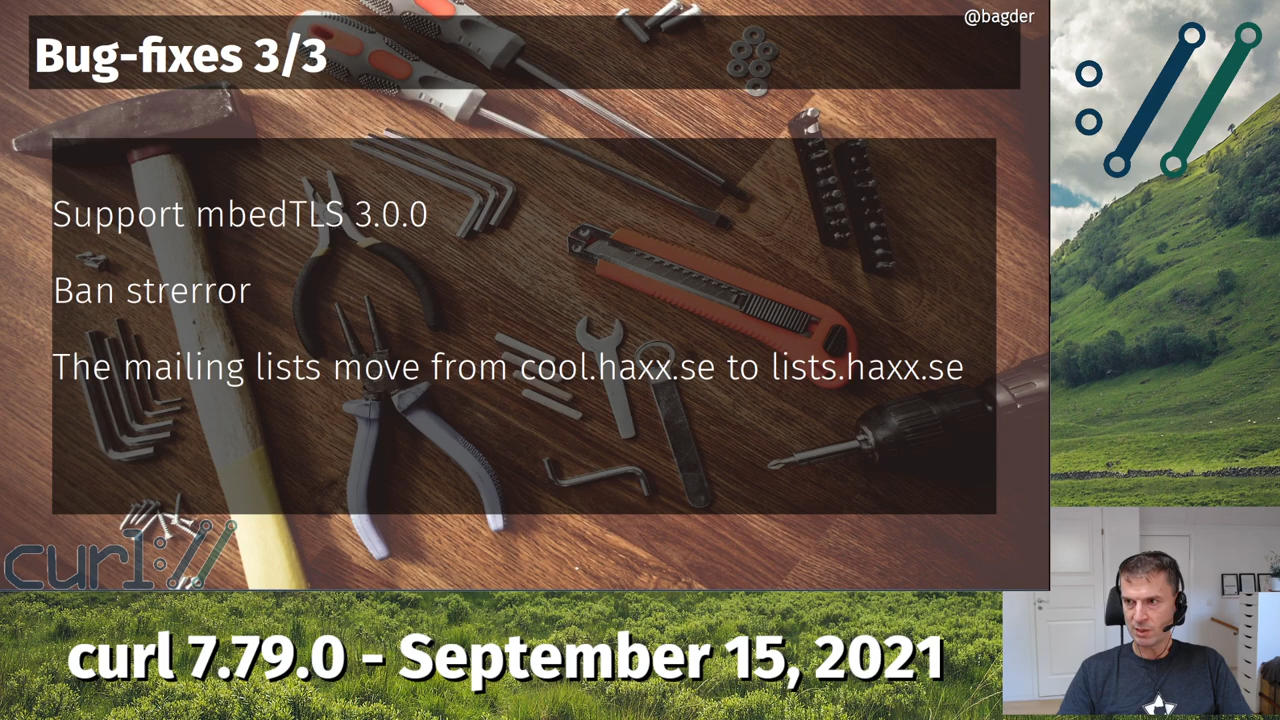 @bagder
Bug-fixes 3/3
Support mbedTLS 3.0.0
Ban strerror
The mailing lists move from cool.haxx.se to lists.haxx.se
curl://
curl 7.79.0 - September 15, 2021